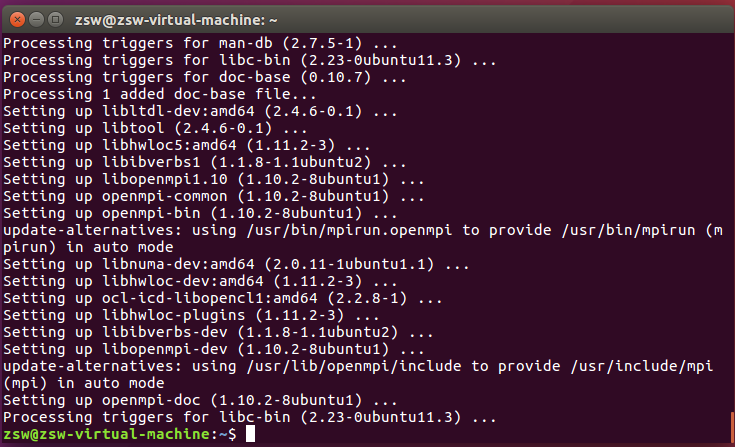 zsw@zsw-virtual-machine: ~
Processing triggers for man-db (2.7.5-1) ...
Processing triggers for libc-bin (2.23-0ubuntu11.3) ...
Processing triggers for doc-base (0.10.7) ...
Processing 1 added doc-base file...
Setting up libltdl-dev:amd64 (2.4.6-0.1) ...
Setting up libtool (2.4.6-0.1) ...
Setting up libhwloc5:amd64 (1.11.2-3) ...
Setting up libibverbs1 (1.1.8-1.1ubuntu2) ...
Setting up libopenmpi1.10 (1.10.2-8ubuntu1) ...
Setting up openmpi-common (1.10.2-8ubuntu1) ...
Setting up openmpi-bin (1.10.2-8ubuntu1) ...
update-alternatives: using /usr/bin/mpirun.openmpi to provide /usr/bin/mpirun (m
pirun) in auto mode
Setting up libnuma-dev:amd64 (2.0.11-1ubuntu1.1) ...
Setting up libhwloc-dev:amd64 (1.11.2-3) ...
Setting up ocl-icd-libopencl1:amd64 (2.2.8-1) ...
Setting up libhwloc-plugins (1.11.2-3) ...
Setting up libibverbs-dev (1.1.8-1.1ubuntu2) ...
Setting up libopenmpi-dev (1.10.2-8ubuntu1) ...
update-alternatives: using /usr/lib/openmpi/include to provide /usr/include/mpi
(mpi) in auto mode
Setting up openmpi-doc (1.10.2-8ubuntu1) ...
Processing triggers for libc-bin (2.23-0ubuntu11.3) ...
zsw@zsw-virtual-machine:~$